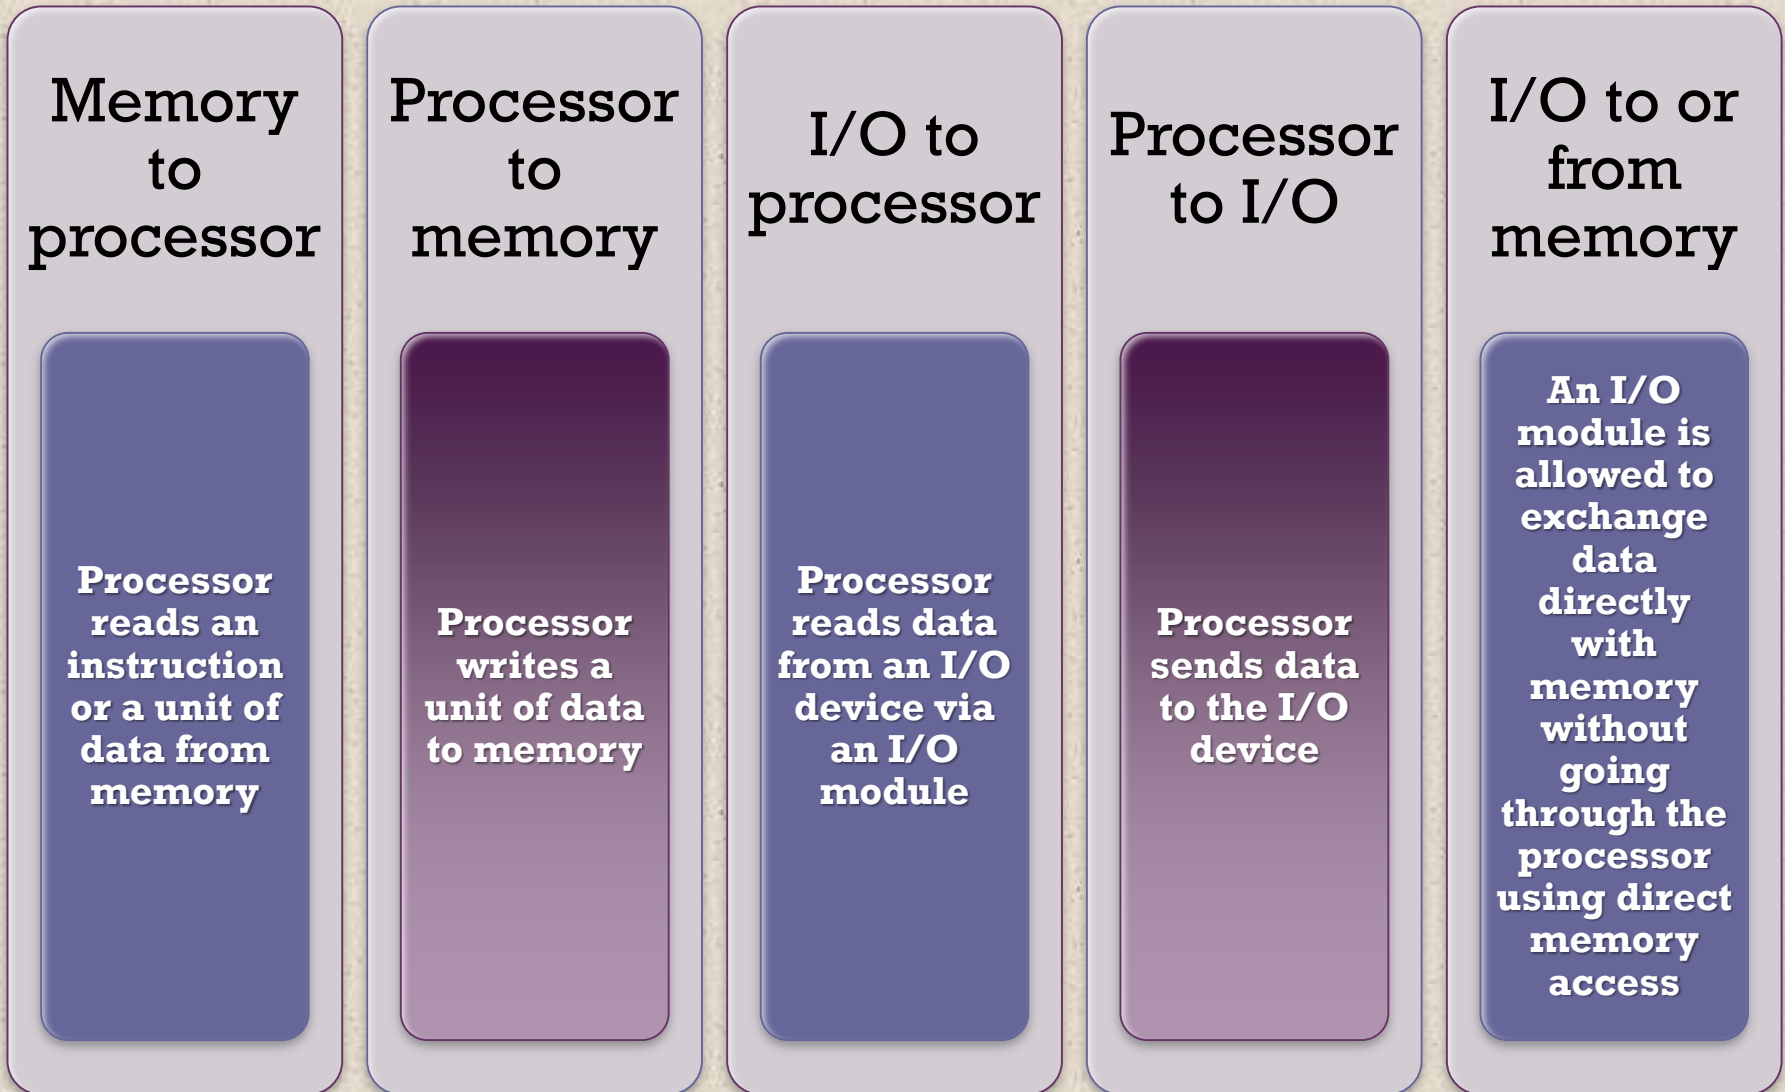 Memory
to
processor
Processor
reads an
instruction
or a unit of
data from
memory
Processor
to
memory
Processor
writes a
unit of data
to memory
I/O to
processor
Processor
reads data
from an I/O
device via
an I/O
module
Processor
to I/O
Processor
sends data
to the I/O
device
I/O to or
from
memory
An I/O
module is
allowed to
exchange
data
directly
with
memory
without
going
through the
processor
using direct
memory
access